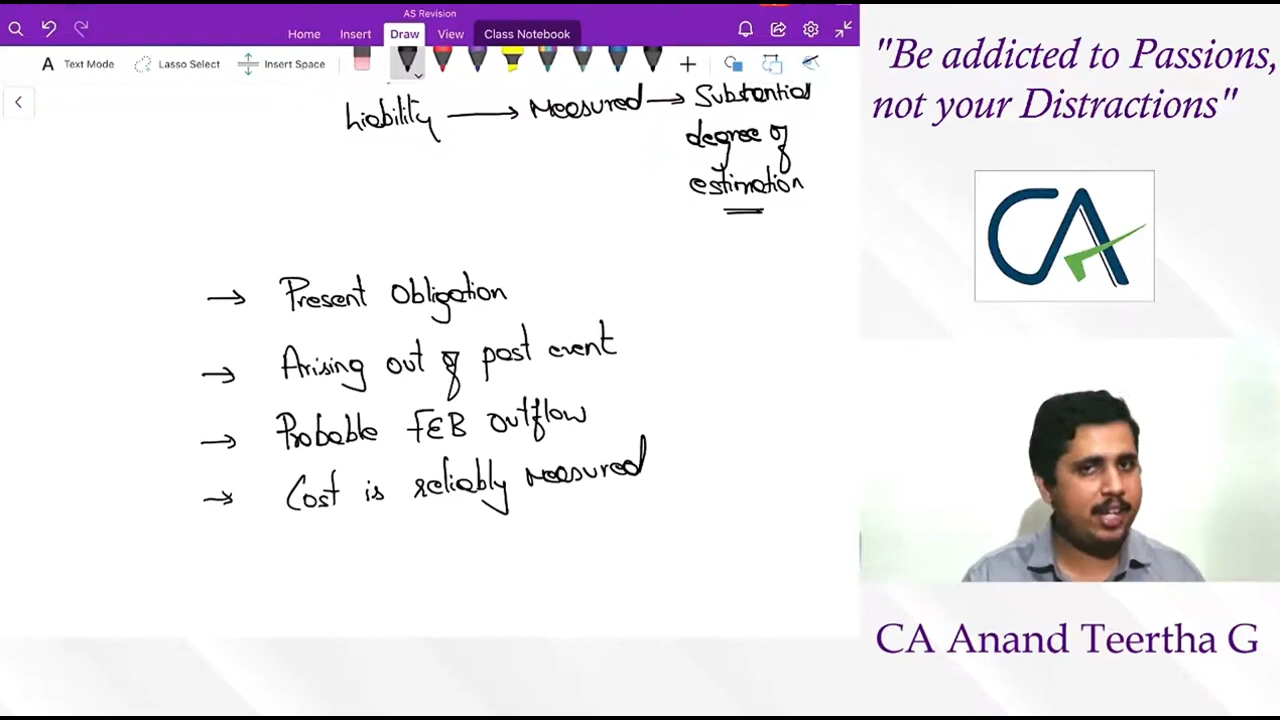 AS Revision
Home Insert Draw View Class Notebook
Text Mode Lasso Select Insert Space
Liability → Measured → Substantial
degree of
estimation
→ Present Obligation
→ Arising out of past event
→ Probable FEB outflow
→ Cost is reliably measured
"Be addicted to Passions,
not your Distractions"
CA
CA Anand Teertha G